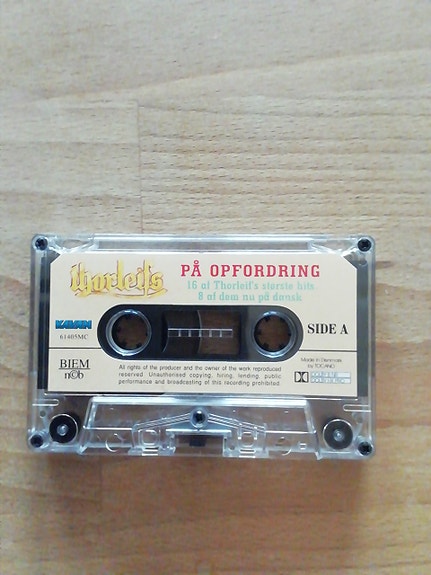 Thorleifs
PÅ OPFORDRING
16 af Thorleif's største hits
8 af dem nu på dansk
KAVAN
61405MC
SIDE A
BIEM
n©b
All rights of the producer and the owner of the work reproduced
reserved. Unauthorised copying, hiring, lending, public
performance and broadcasting of this recording prohibited.
Made in Denmark
by TOCANO